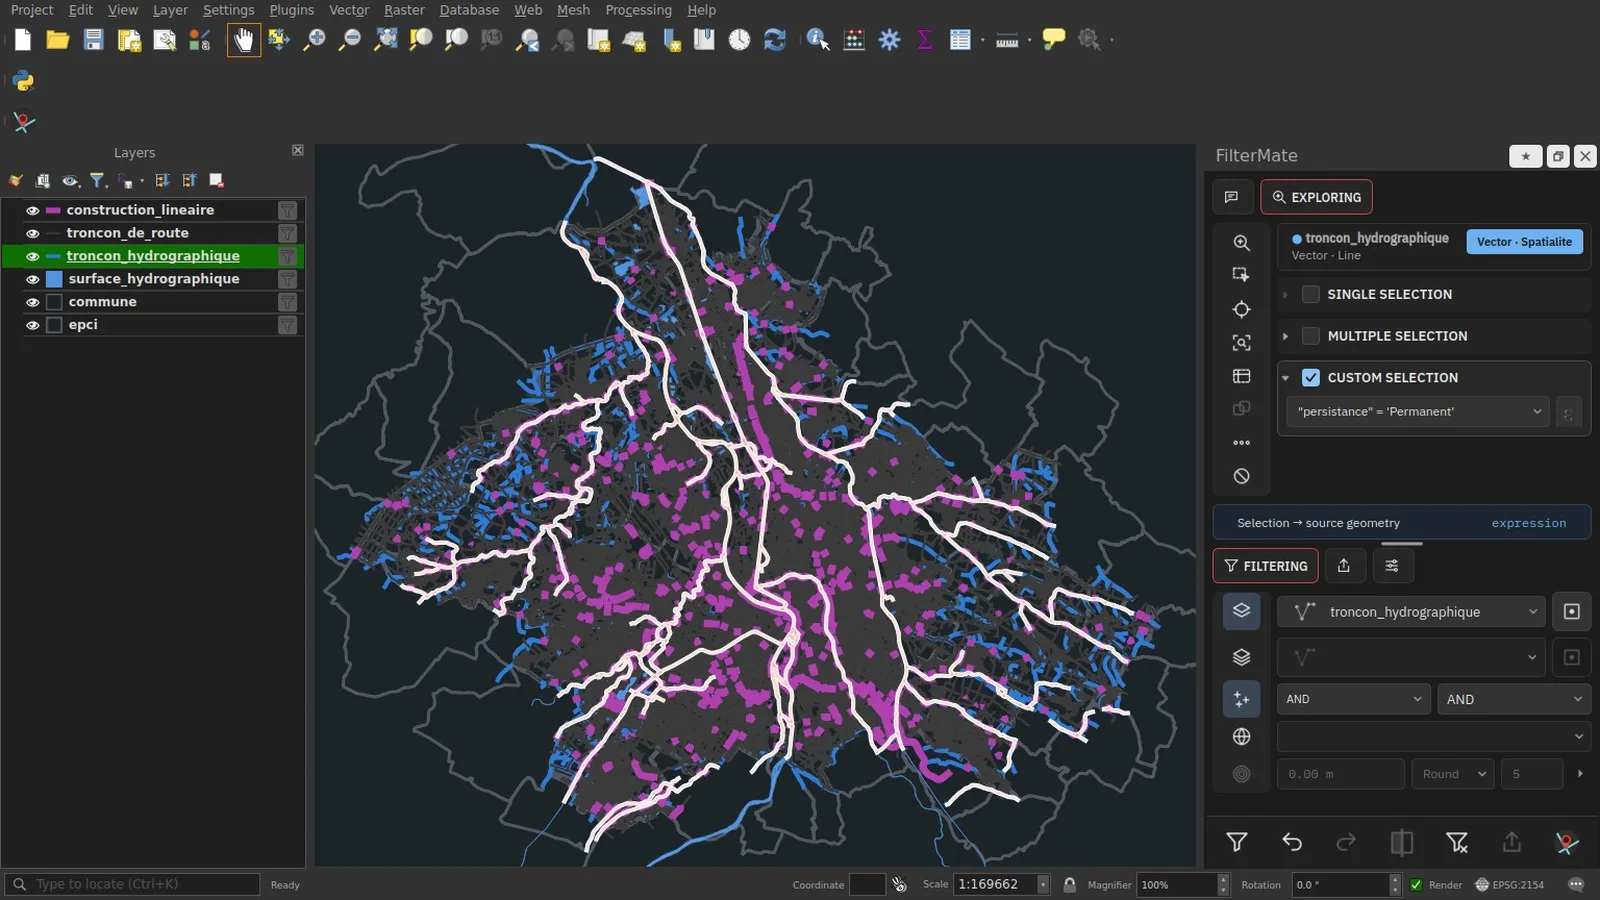 Project Edit View Layer Settings Plugins Vector Raster Database Web Mesh Processing Help
Layers
construction_lineaire
troncon_de_route
troncon_hydrographique
surface_hydrographique
commune
epci
FilterMate
EXPLORING
troncon_hydrographique
Vector · Line
Vector · Spatialite
SINGLE SELECTION
MULTIPLE SELECTION
CUSTOM SELECTION
"persistance" = 'Permanent'
Selection → source geometry expression
FILTERING
troncon_hydrographique
AND AND
0.00 m Round 5
Type to locate (Ctrl+K) Ready Coordinate Scale 1:169662 Magnifier 100% Rotation 0.0 ° Render EPSG:2154